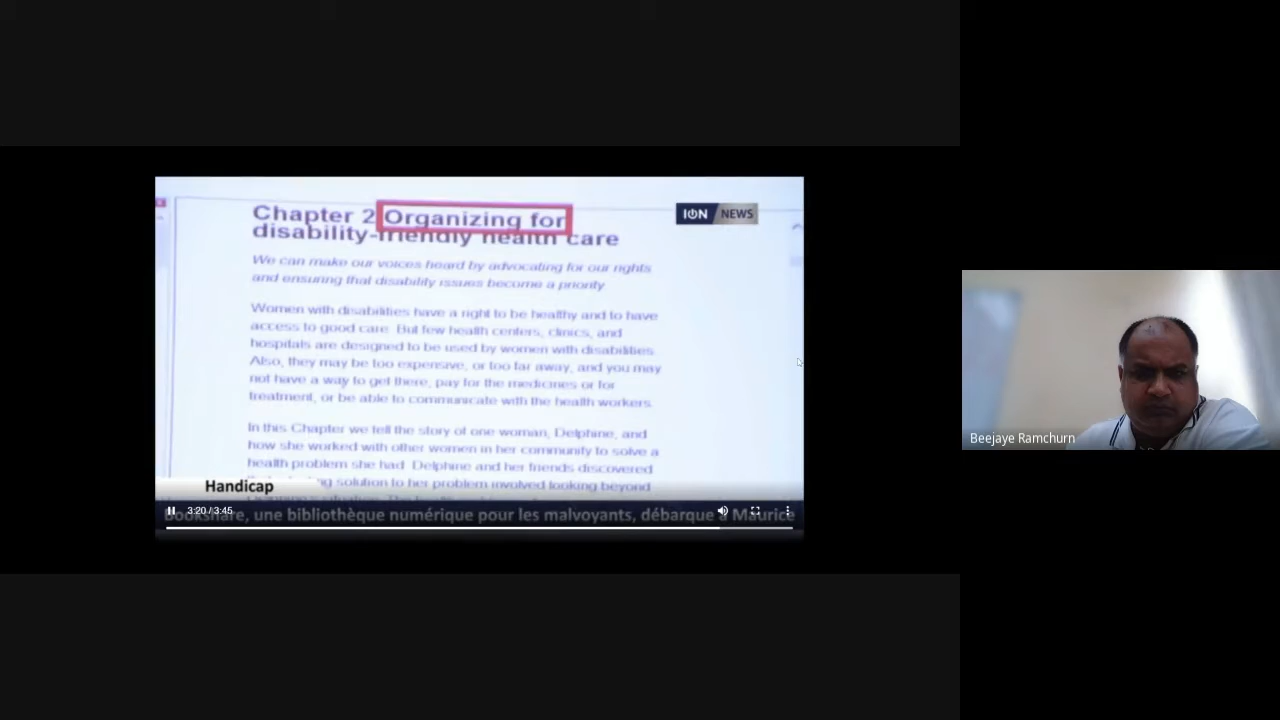 ION NEWS
Chapter 2 Organizing for
disability-friendly health care
We can make our voices heard by advocating for our rights
and ensuring that disability issues become a priority.
Women with disabilities have a right to be healthy and to have
access to good care. But few health centers, clinics, and
hospitals are designed to be used by women with disabilities.
Also, they may be too expensive, or too far away, and you may
not have a way to get there, pay for the medicines or for
treatment, or be able to communicate with the health workers.
In this Chapter we tell the story of one woman, Delphine, and
how she worked with other women in her community to solve a
health problem she had. Delphine and her friends discovered
solution to her problem involved looking beyond
Handicap
3:20 / 3:45
Bookshare, une bibliothèque numérique pour les malvoyants, débarque à Maurice
Beejaye Ramchurn